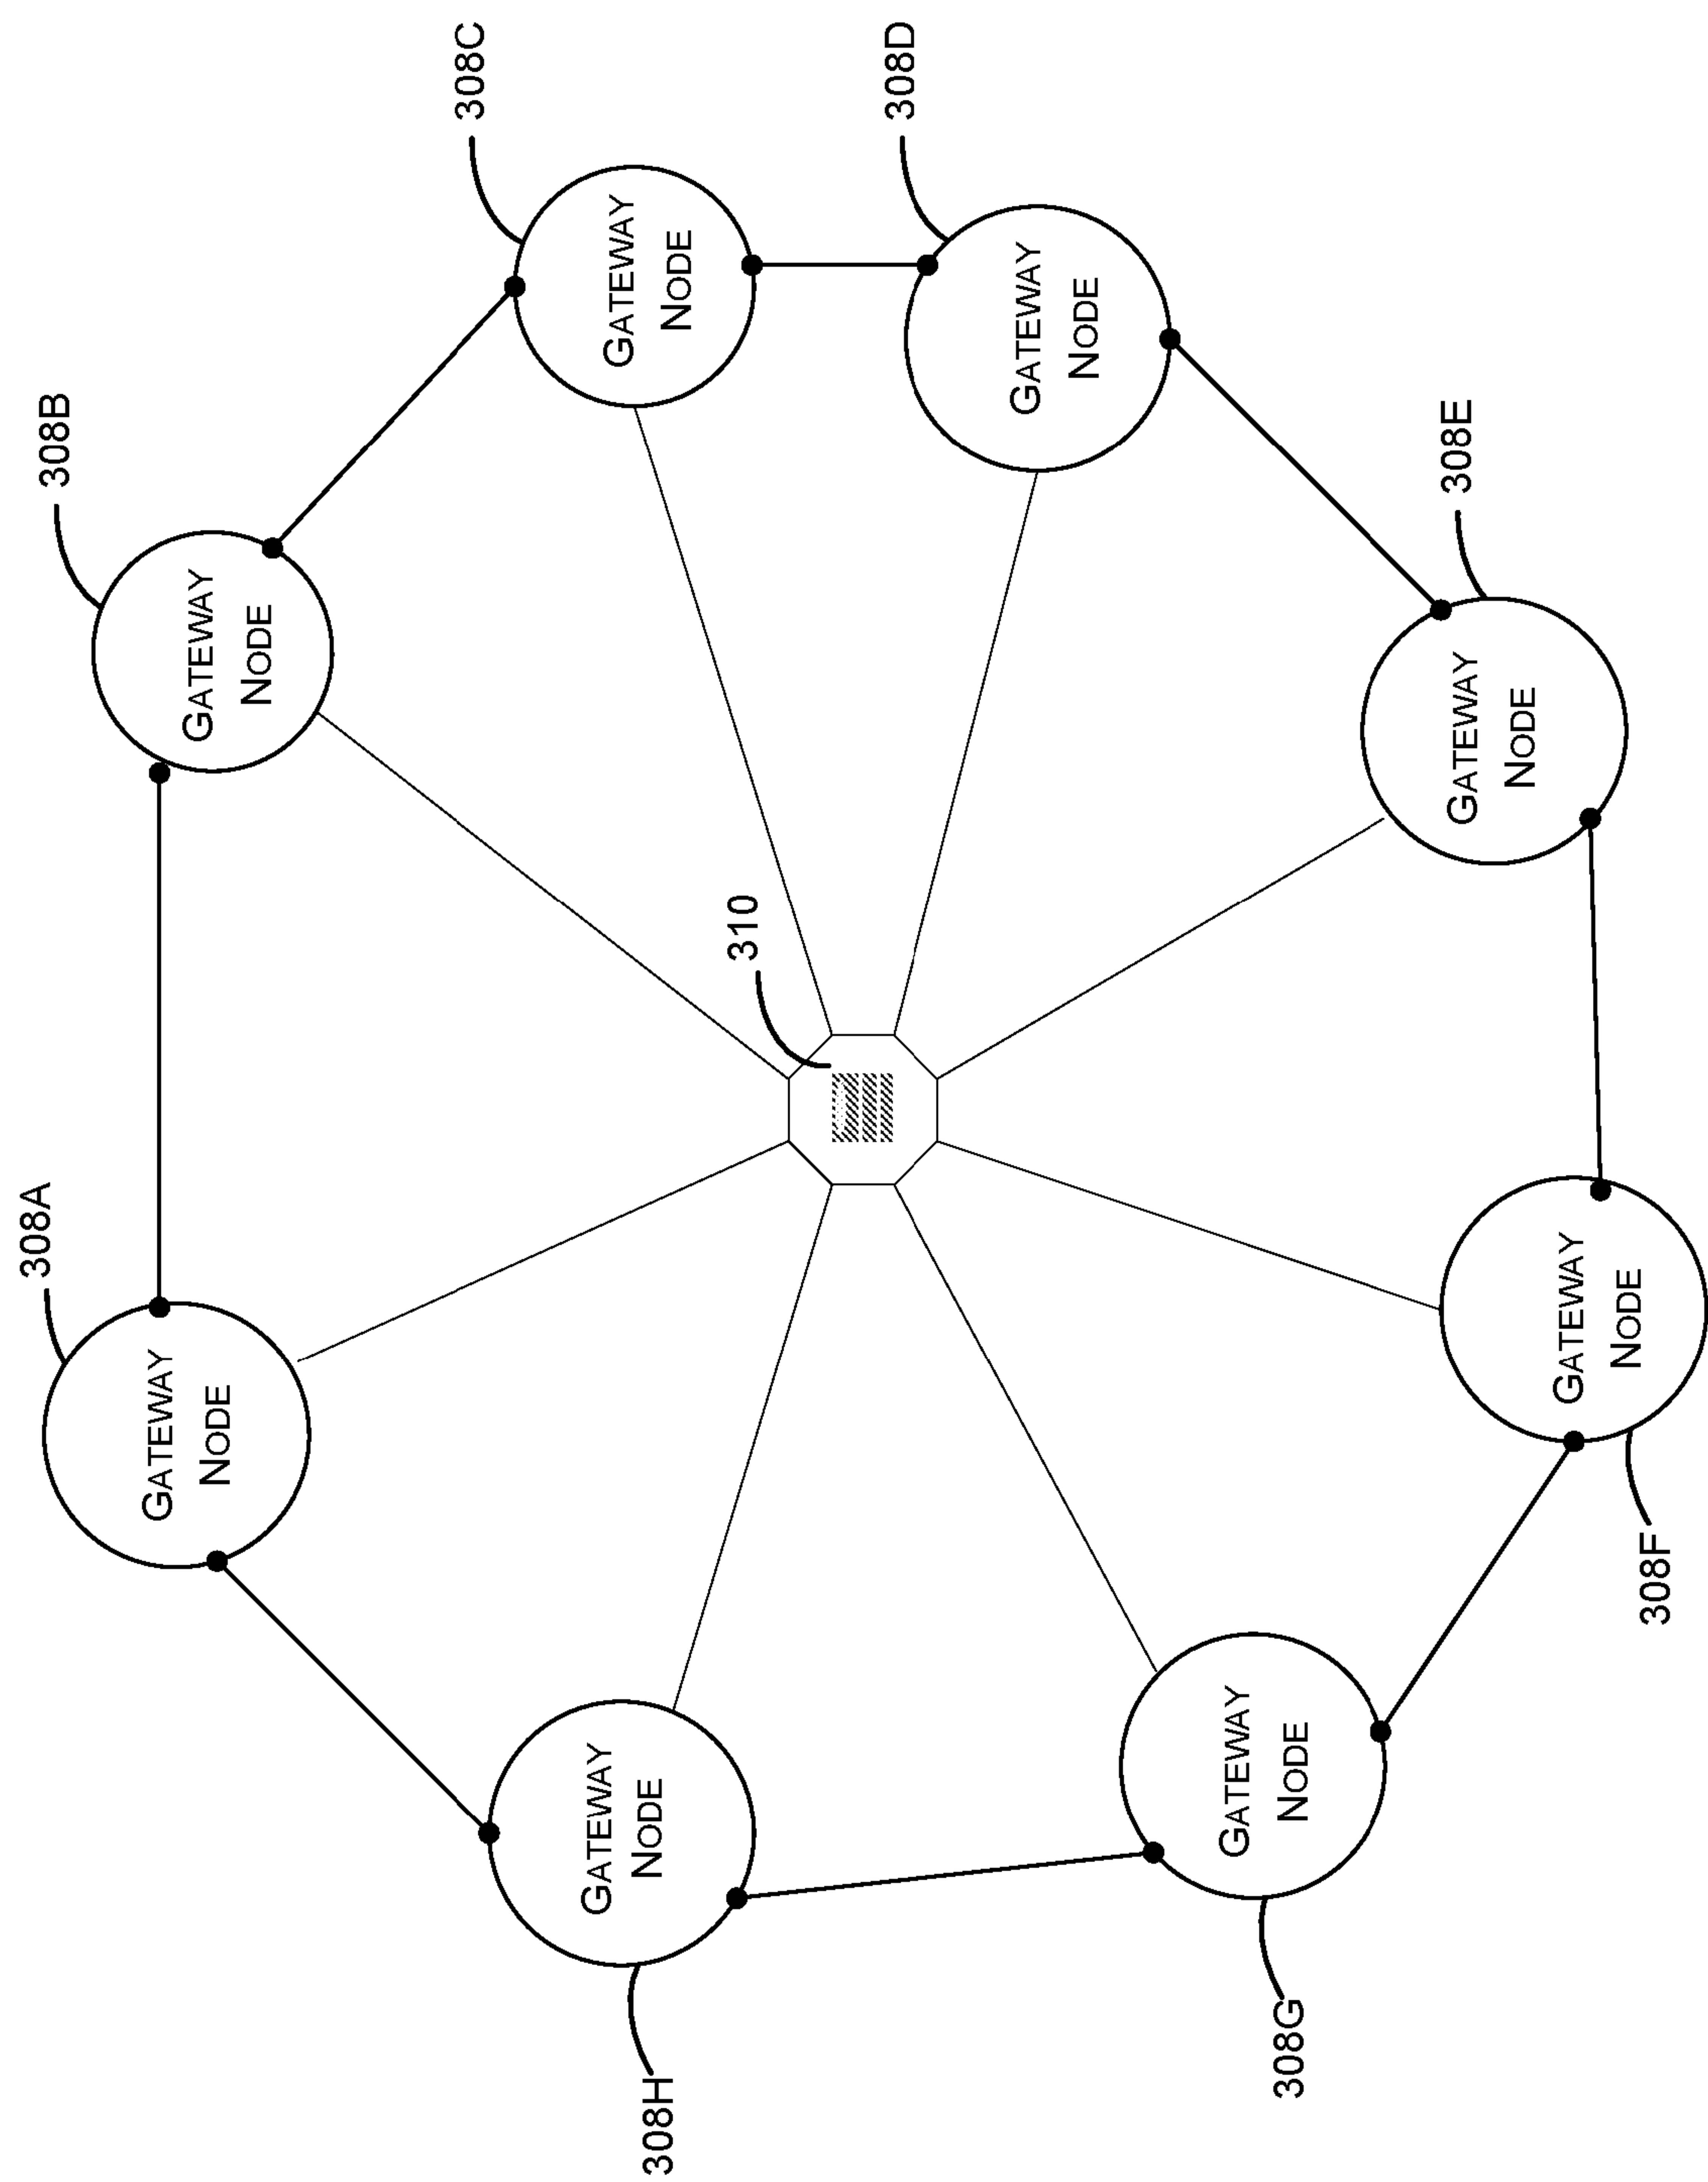 308A
GATEWAY
NODE
308B
GATEWAY
NODE
308C
GATEWAY
NODE
308D
GATEWAY
NODE
308E
GATEWAY
NODE
308F
GATEWAY
NODE
308G
GATEWAY
NODE
308H
GATEWAY
NODE
310